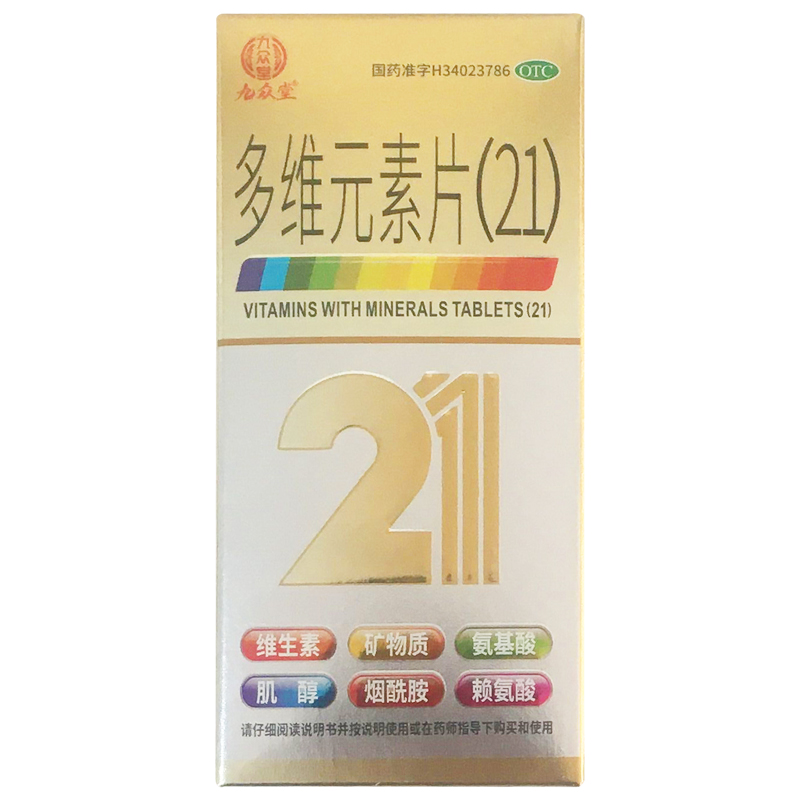 九众堂
九众堂®
国药准字H34023786 OTC
多维元素片(21)
VITAMINS WITH MINERALS TABLETS(21)
21
维生素 矿物质 氨基酸
肌醇 烟酰胺 赖氨酸
请仔细阅读说明书并按说明使用或在药师指导下购买和使用